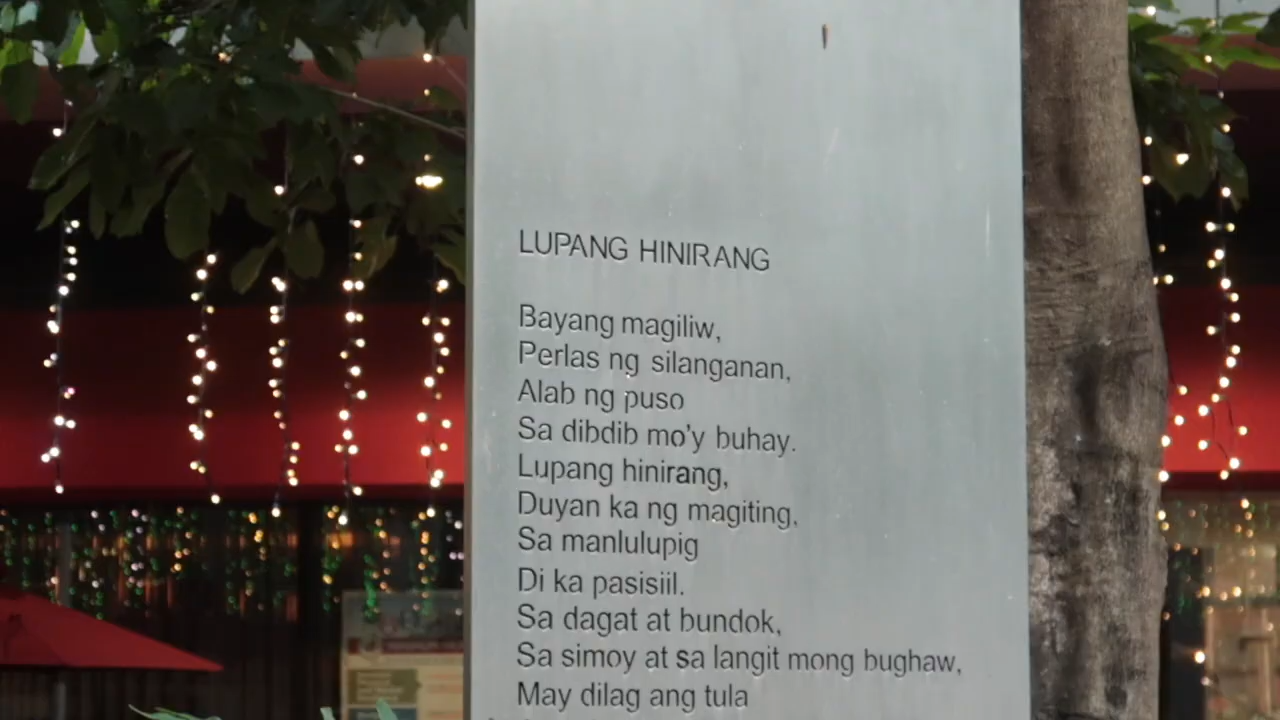 LUPANG HINIRANG
Bayang magiliw,
Perlas ng silanganan,
Alab ng puso
Sa dibdib mo'y buhay.
Lupang hinirang,
Duyan ka ng magiting,
Sa manlulupig
Di ka pasisiil.
Sa dagat at bundok,
Sa simoy at sa langit mong bughaw,
May dilag ang tula